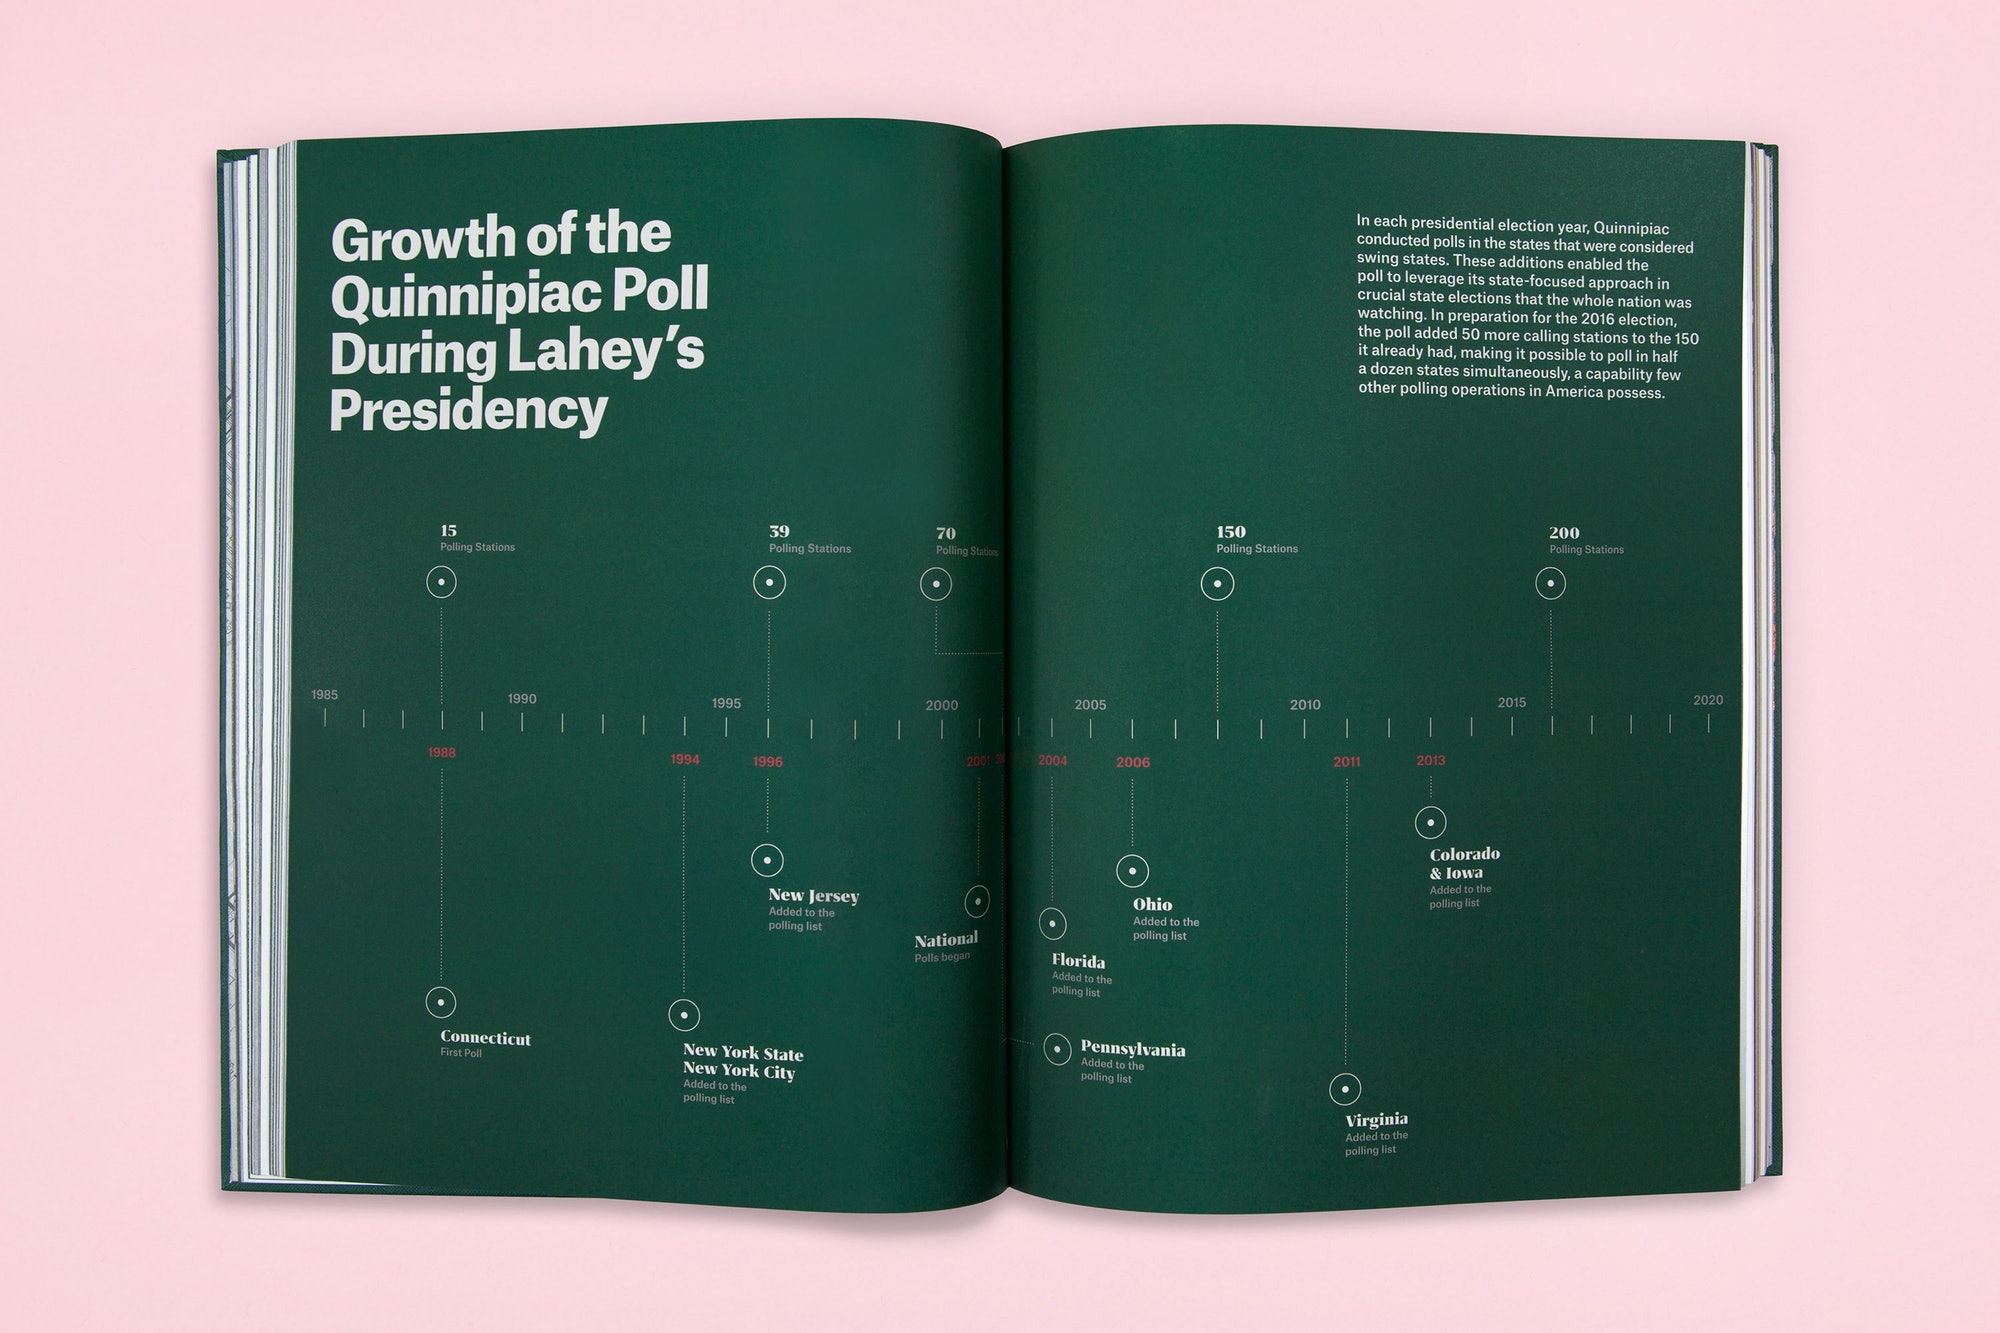 Growth of the
Quinnipiac Poll
During Lahey’s
Presidency
In each presidential election year, Quinnipiac
conducted polls in the states that were considered
swing states. These additions enabled the
poll to leverage its state-focused approach in
crucial state elections that the whole nation was
watching. In preparation for the 2016 election,
the poll added 50 more calling stations to the 150
it already had, making it possible to poll in half
a dozen states simultaneously, a capability few
other polling operations in America possess.
15
Polling Stations
39
Polling Stations
70
Polling Stations
150
Polling Stations
200
Polling Stations
1985
1990
1995
2000
2005
2010
2015
2020
1988
1994
1996
2001
2004
2006
2011
2013
Connecticut
First Poll
New York State
New York City
Added to the
polling list
New Jersey
Added to the
polling list
National
Polls began
Pennsylvania
Added to the
polling list
Florida
Added to the
polling list
Ohio
Added to the
polling list
Virginia
Added to the
polling list
Colorado
& Iowa
Added to the
polling list